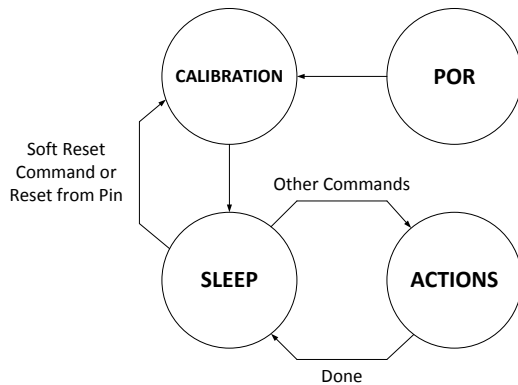 CALIBRATION
POR
Soft Reset
Command or
Reset from Pin
Other Commands
SLEEP
ACTIONS
Done